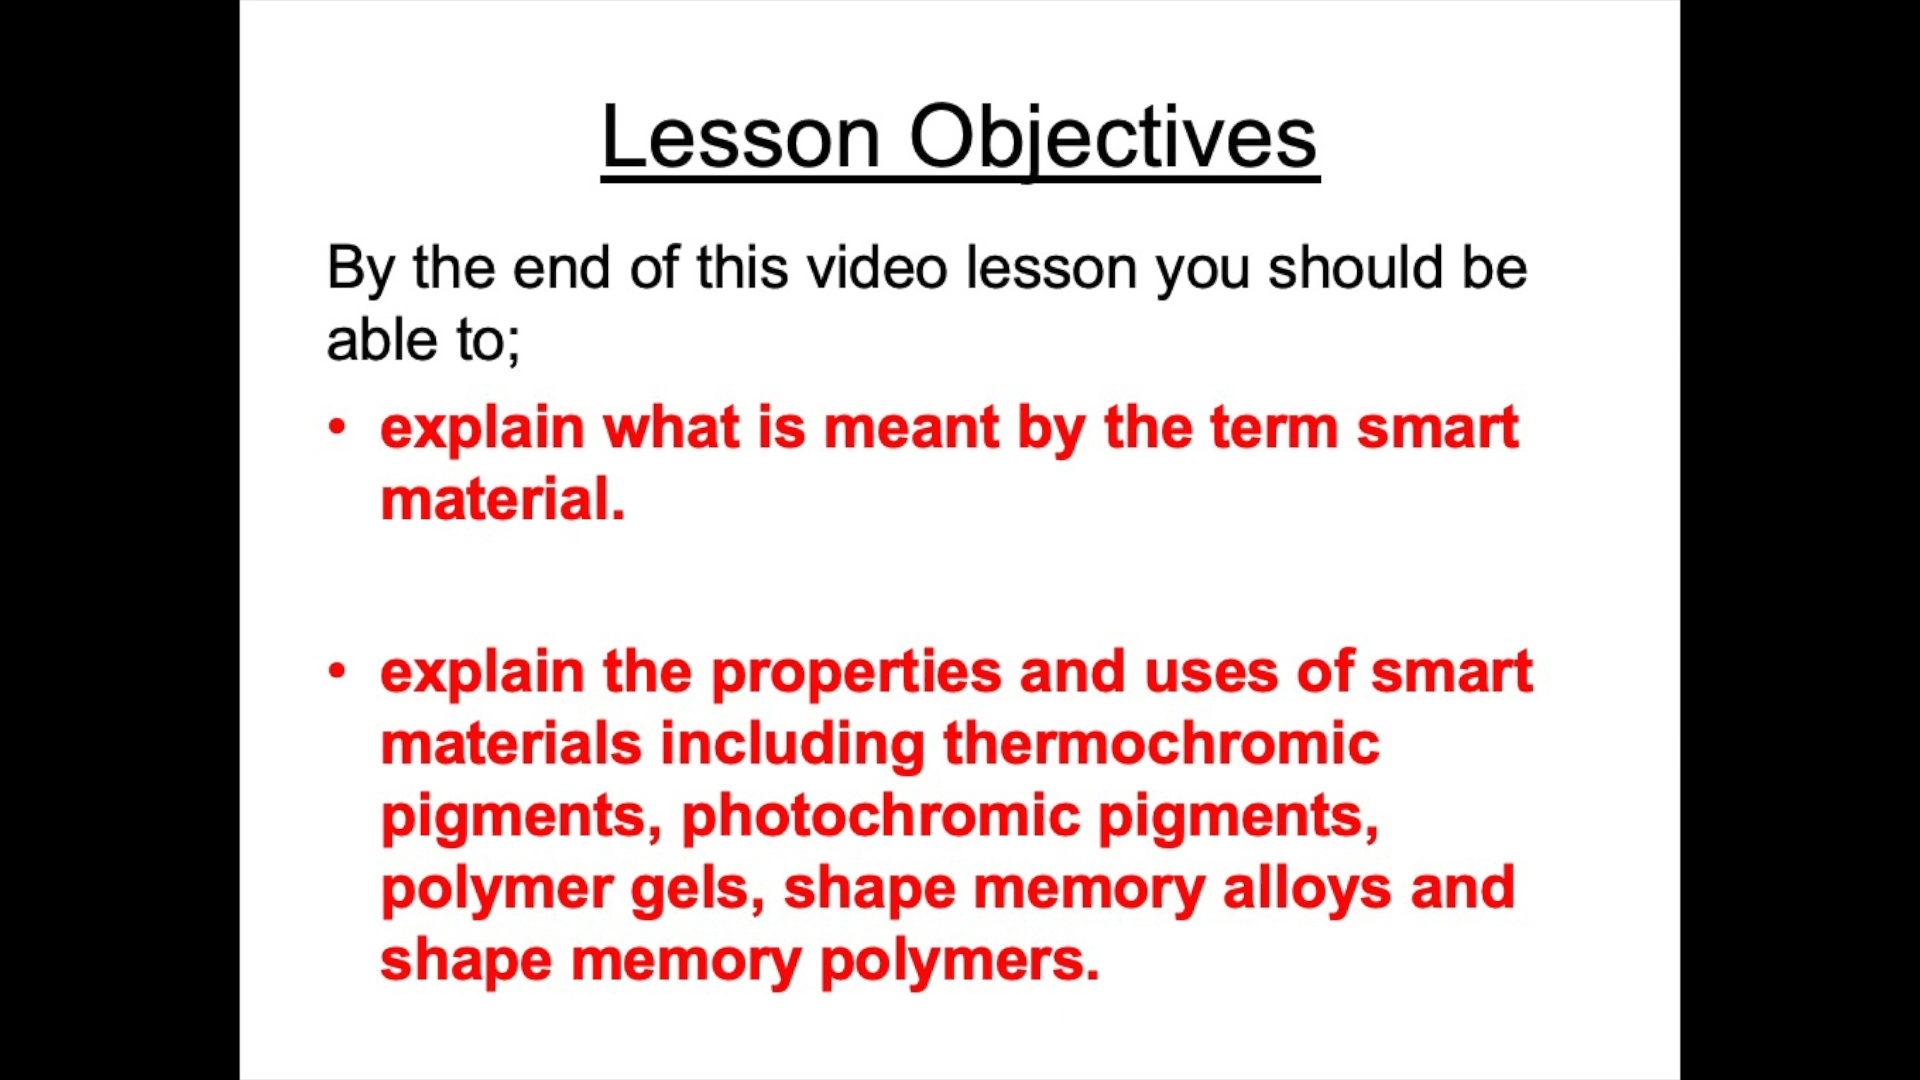 Lesson Objectives
By the end of this video lesson you should be
able to;
• explain what is meant by the term smart
material.
• explain the properties and uses of smart
materials including thermochromic
pigments, photochromic pigments,
polymer gels, shape memory alloys and
shape memory polymers.